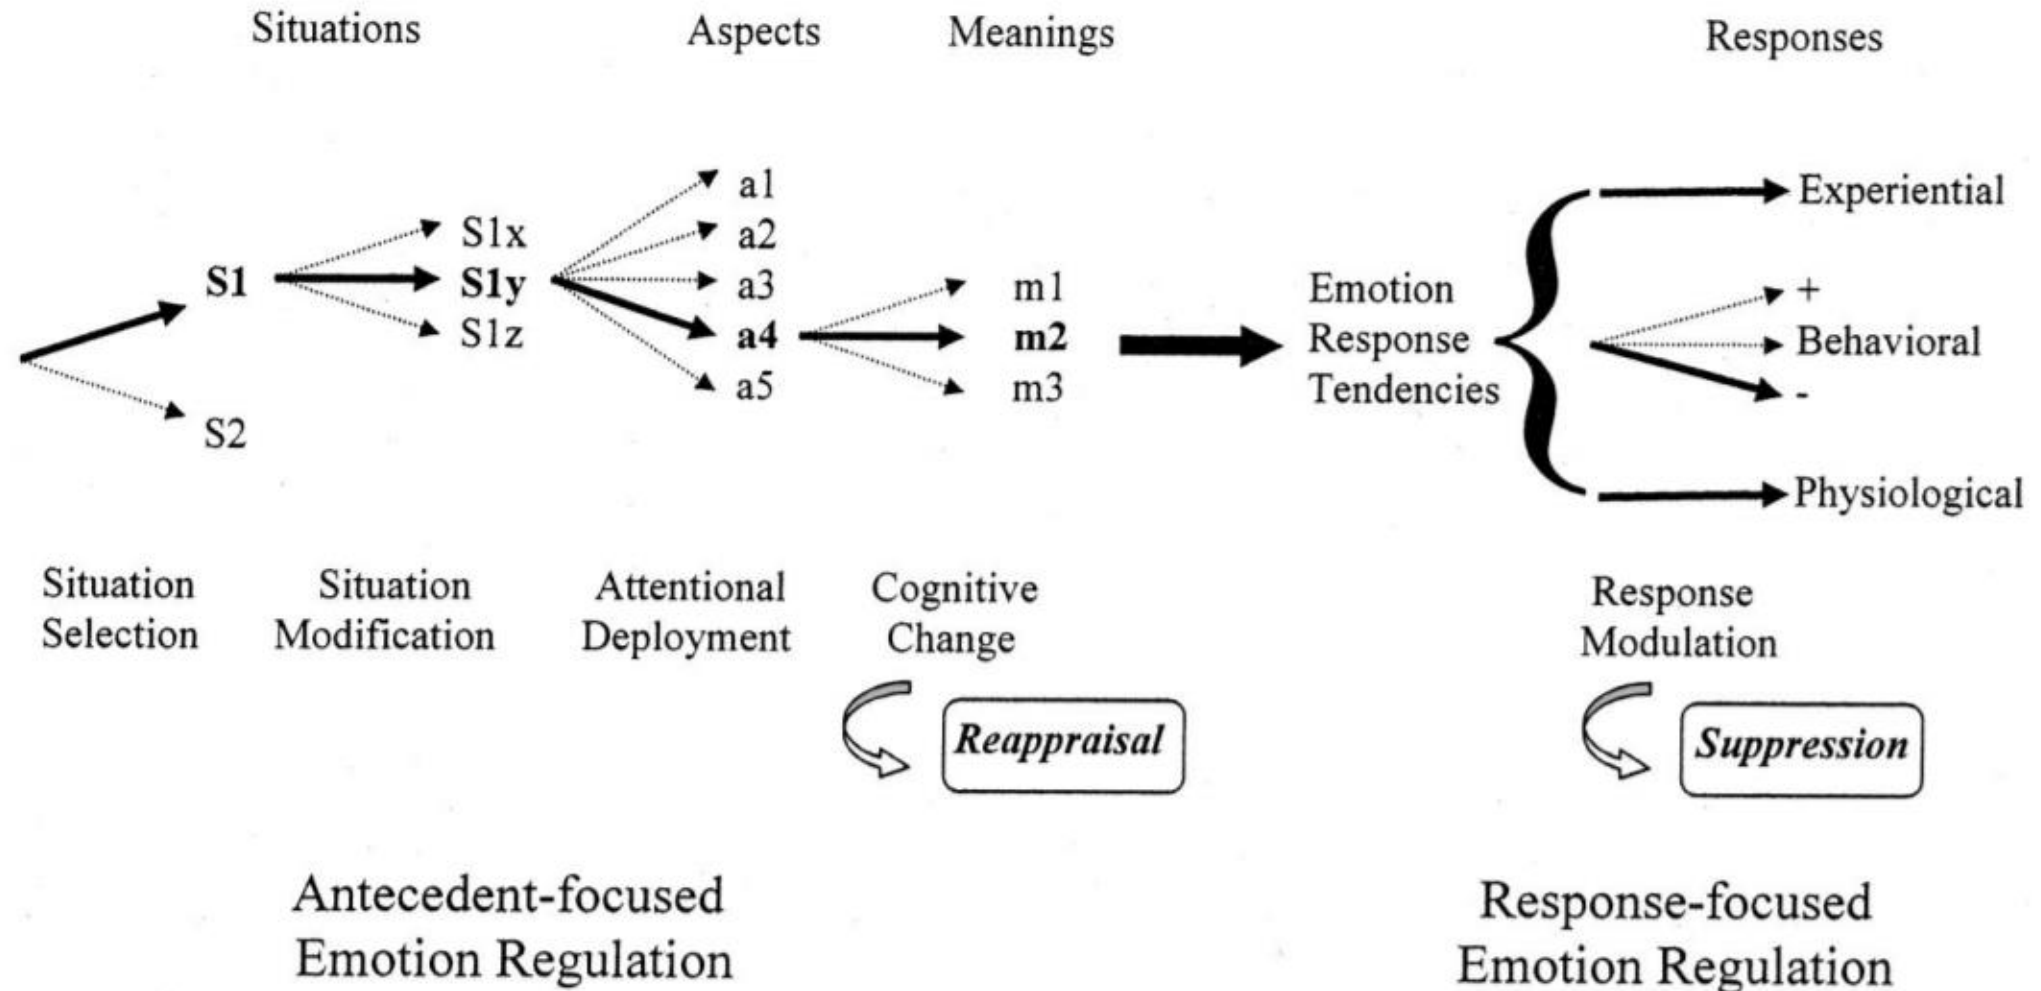 Situations Aspects Meanings Responses
a1
Experiential
S1x a2
S1 S1y a3 m1 Emotion +
S1z a4 m2 Response Behavioral
a5 m3 Tendencies -
S2
Physiological
Situation Situation Attentional Cognitive Response
Selection Modification Deployment Change Modulation
Reappraisal Suppression
Antecedent-focused Response-focused
Emotion Regulation Emotion Regulation